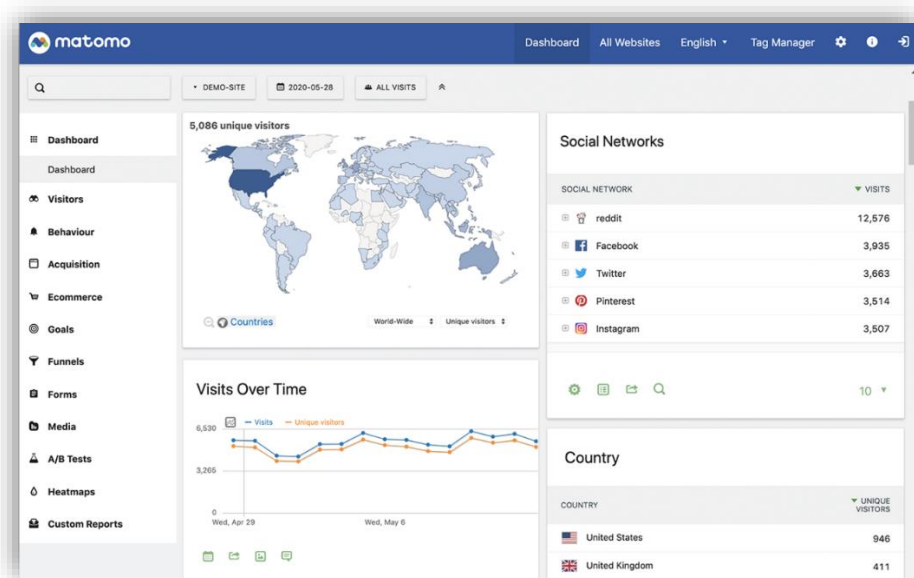 matomo
Dashboard All Websites English Tag Manager
DEMO-SITE 2020-05-28 ALL VISITS
Dashboard
Dashboard
Visitors
Behaviour
Acquisition
Ecommerce
Goals
Funnels
Forms
Media
A/B Tests
Heatmaps
Custom Reports
5,086 unique visitors
Countries World-Wide Unique visitors
Visits Over Time
Visits Unique visitors
6,530
3,265
0
Wed, Apr 29 Wed, May 6
Social Networks
SOCIAL NETWORK VISITS
reddit 12,576
Facebook 3,935
Twitter 3,663
Pinterest 3,514
Instagram 3,507
10
Country
COUNTRY UNIQUE
VISITORS
United States 946
United Kingdom 411